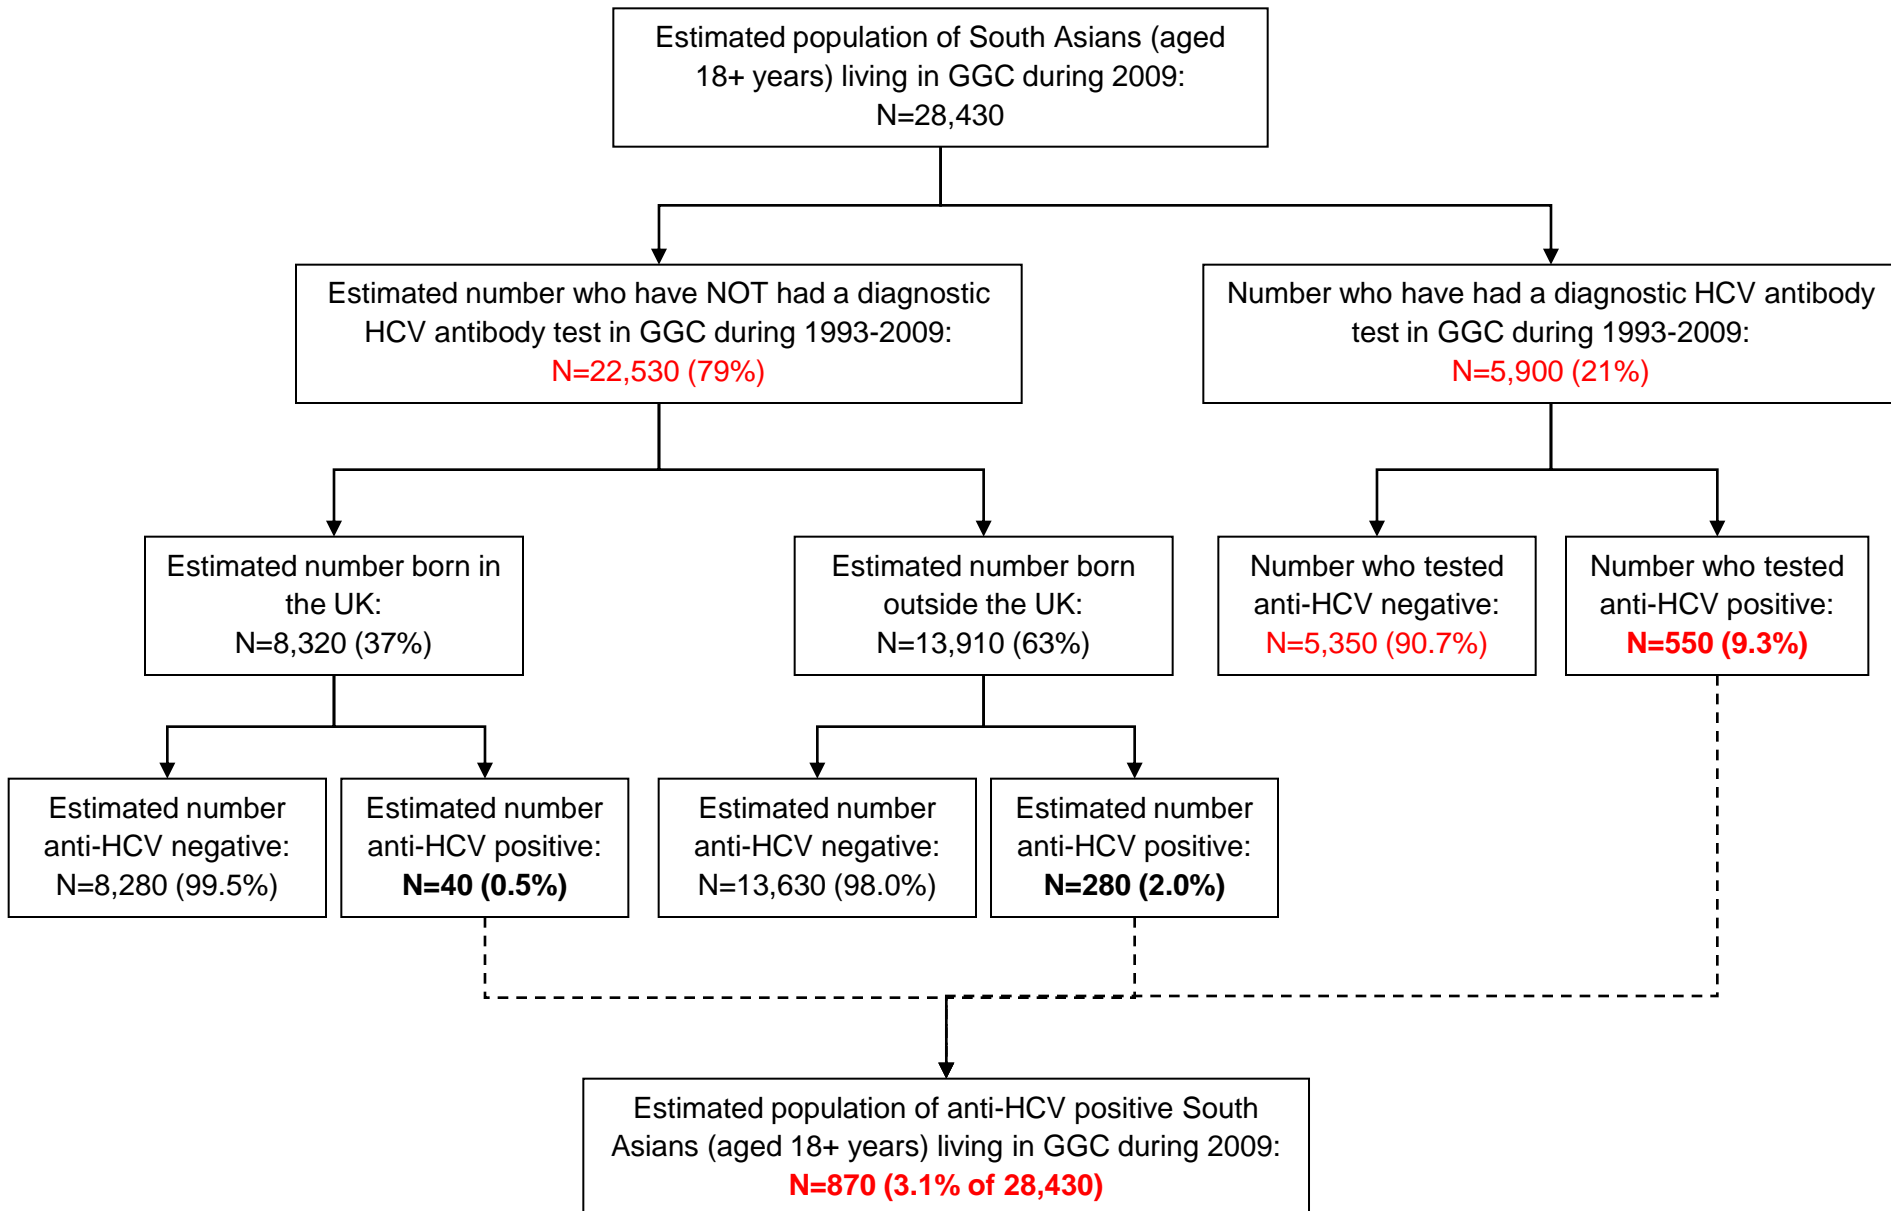 Estimated population of South Asians (aged
18+ years) living in GGC during 2009:
N=28,430
Estimated number who have NOT had a diagnostic
HCV antibody test in GGC during 1993-2009:
N=22,530 (79%)
Number who have had a diagnostic HCV antibody
test in GGC during 1993-2009:
N=5,900 (21%)
Estimated number born in
the UK:
N=8,320 (37%)
Estimated number born
outside the UK:
N=13,910 (63%)
Number who tested
anti-HCV negative:
N=5,350 (90.7%)
Number who tested
anti-HCV positive:
N=550 (9.3%)
Estimated number
anti-HCV negative:
N=8,280 (99.5%)
Estimated number
anti-HCV positive:
N=40 (0.5%)
Estimated number
anti-HCV negative:
N=13,630 (98.0%)
Estimated number
anti-HCV positive:
N=280 (2.0%)
Estimated population of anti-HCV positive South
Asians (aged 18+ years) living in GGC during 2009:
N=870 (3.1% of 28,430)